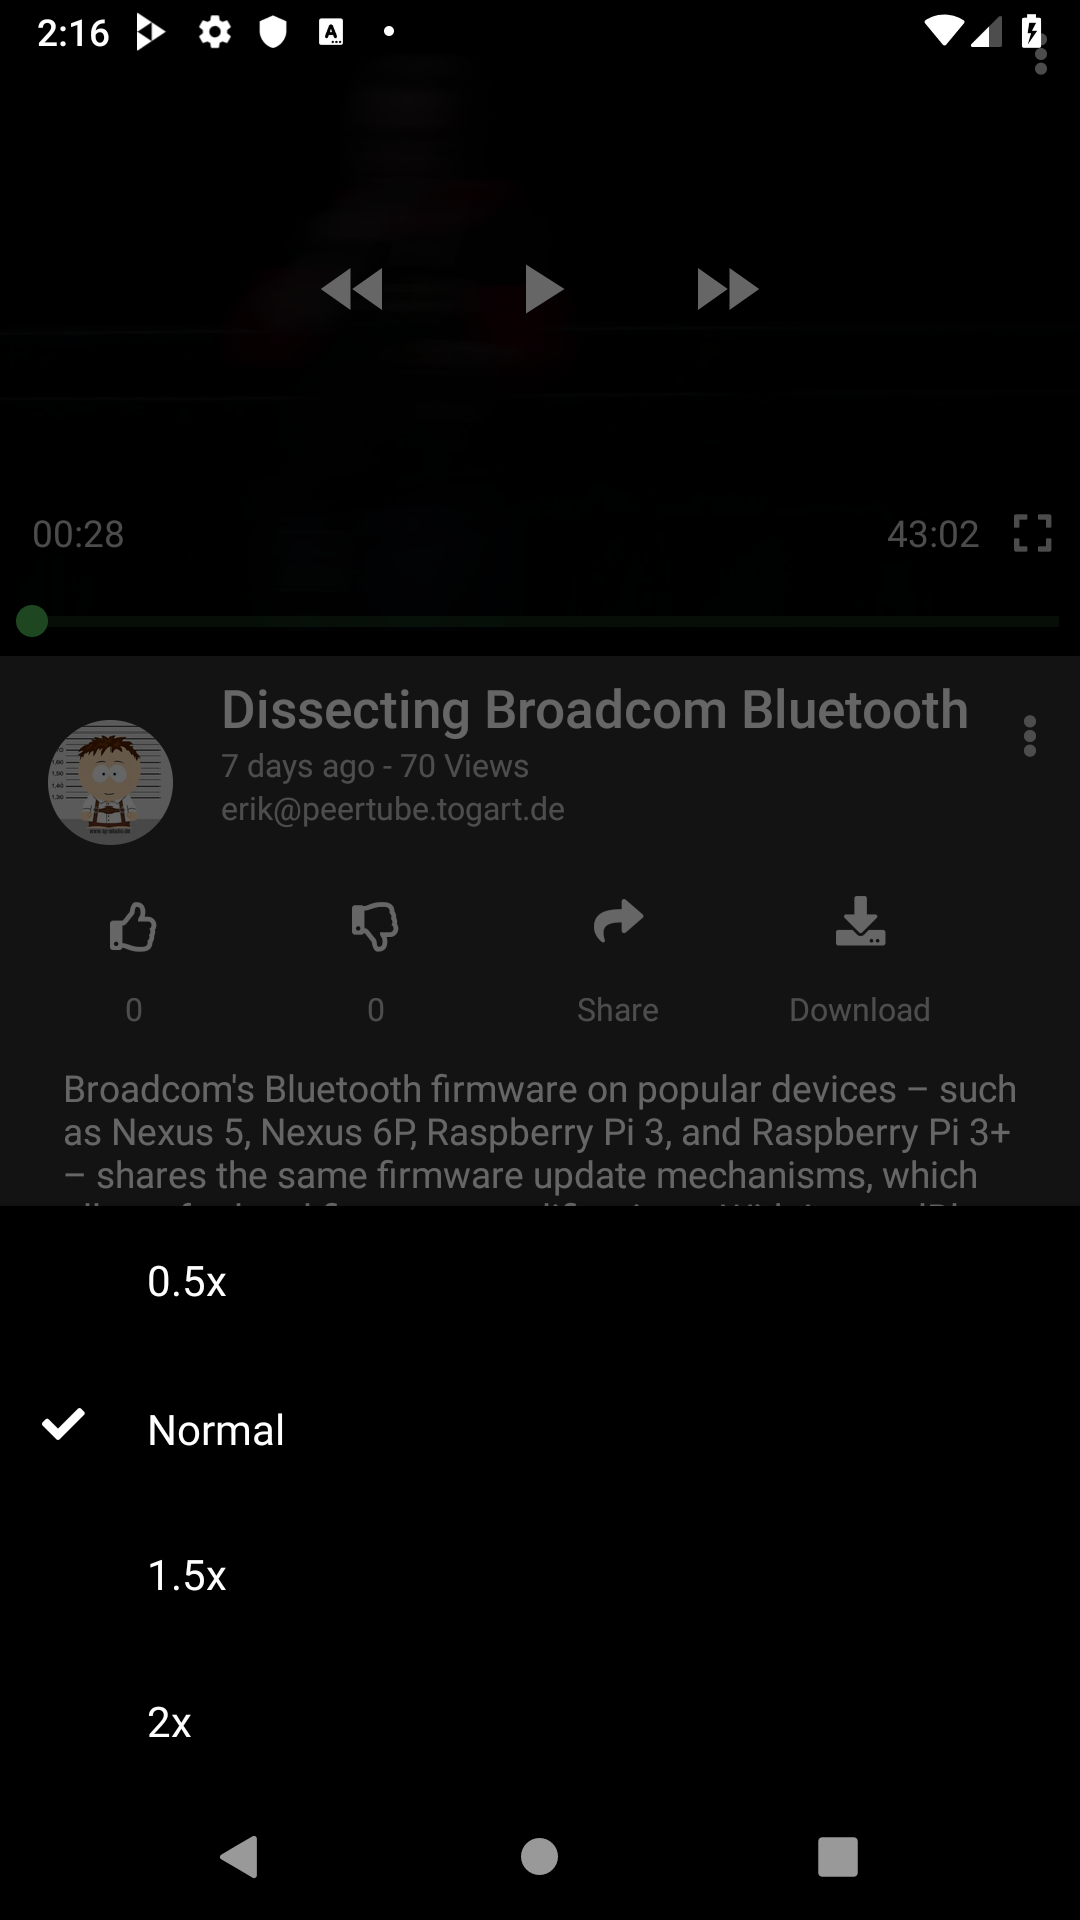 2:16
00:28
43:02
Dissecting Broadcom Bluetooth
7 days ago - 70 Views
erik@peertube.togart.de
0
0
Share
Download
Broadcom's Bluetooth firmware on popular devices – such
as Nexus 5, Nexus 6P, Raspberry Pi 3, and Raspberry Pi 3+
– shares the same firmware update mechanisms, which
0.5x
Normal
1.5x
2x